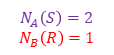 N_A(S) = 2
N_B(R) = 1